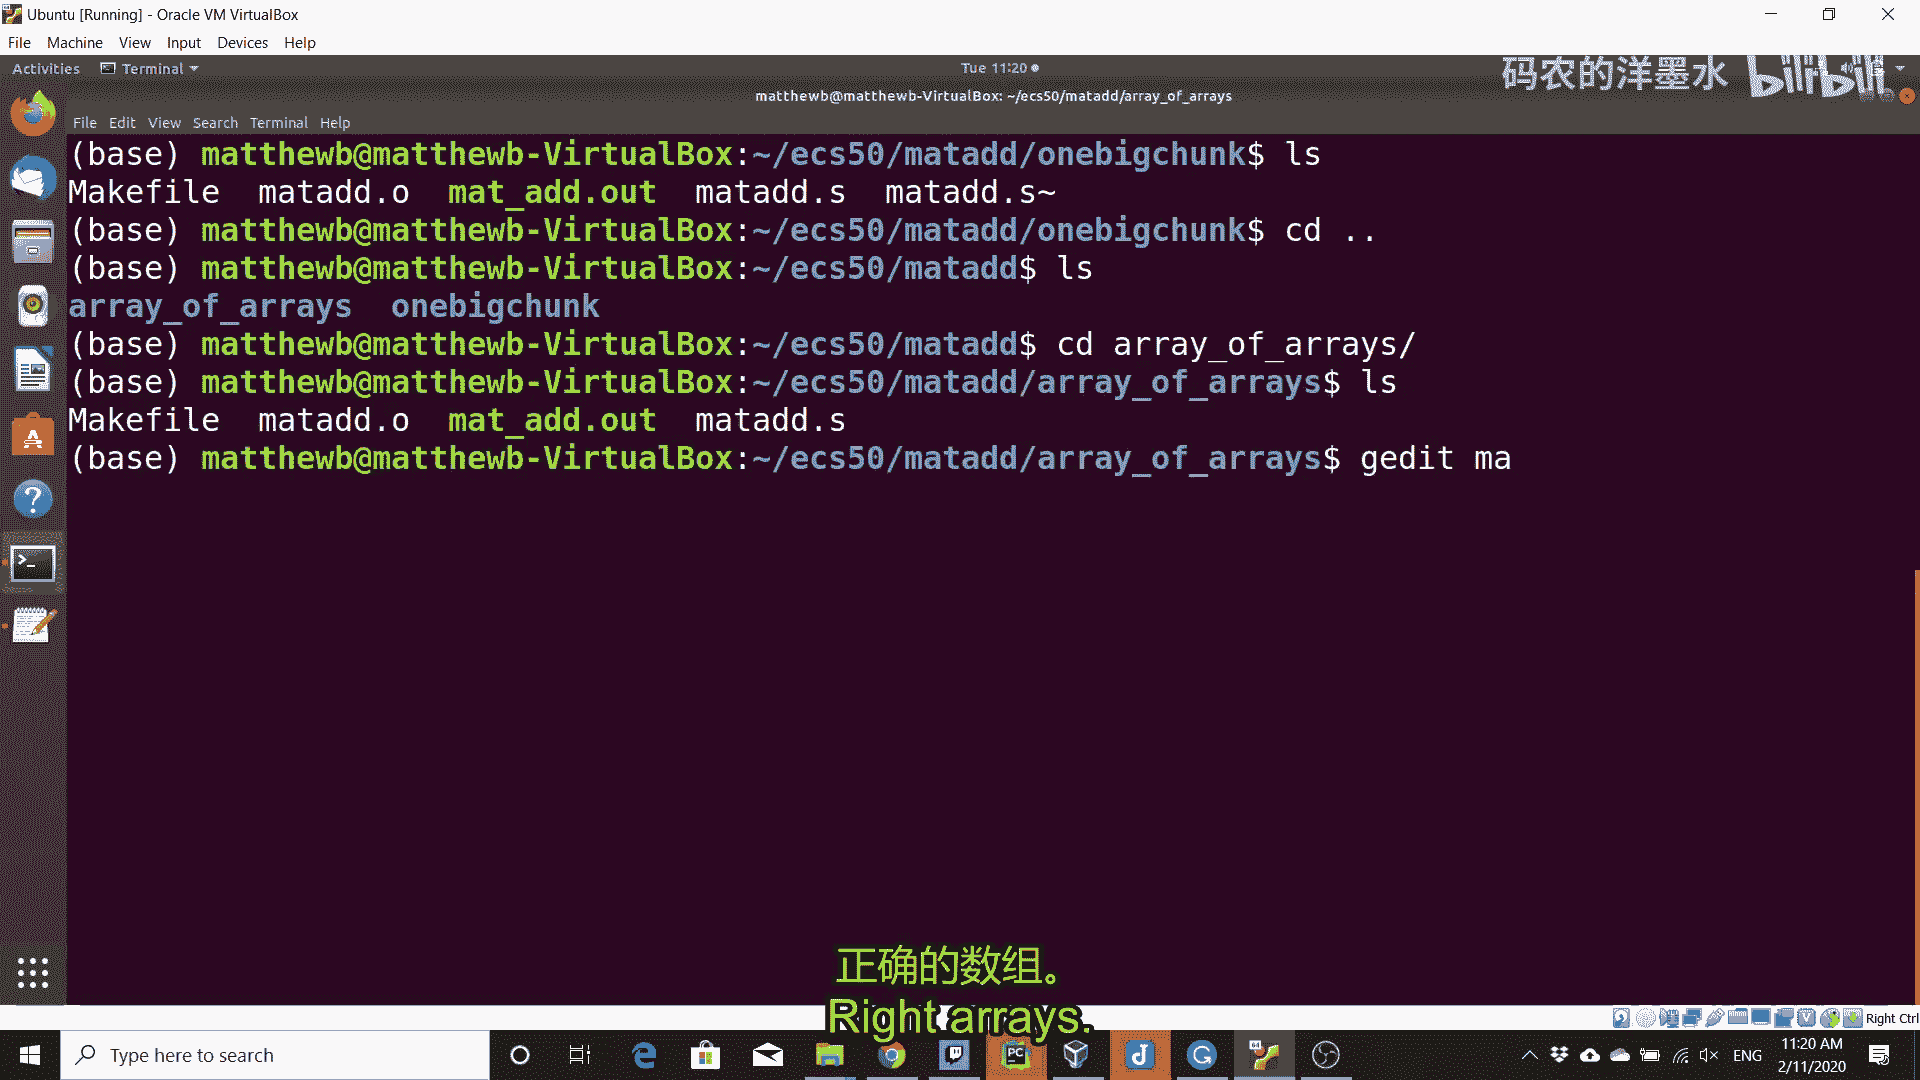 Ubuntu [Running] - Oracle VM VirtualBox
File Machine View Input Devices Help
Activities Terminal Tue 11:20
码农的洋墨水 bilibili
matthewb@matthewb-VirtualBox: ~/ecs50/matadd/array_of_arrays
File Edit View Search Terminal Help
(base) matthewb@matthewb-VirtualBox:~/ecs50/matadd/onebigchunk$ ls
Makefile matadd.o mat_add.out matadd.s matadd.s~
(base) matthewb@matthewb-VirtualBox:~/ecs50/matadd/onebigchunk$ cd ..
(base) matthewb@matthewb-VirtualBox:~/ecs50/matadd$ ls
array_of_arrays onebigchunk
(base) matthewb@matthewb-VirtualBox:~/ecs50/matadd$ cd array_of_arrays/
(base) matthewb@matthewb-VirtualBox:~/ecs50/matadd/array_of_arrays$ ls
Makefile matadd.o mat_add.out matadd.s
(base) matthewb@matthewb-VirtualBox:~/ecs50/matadd/array_of_arrays$ gedit ma
正确的数组。
Right arrays.
Right Ctrl
Type here to search
PC
ENG
11:20 AM
2/11/2020